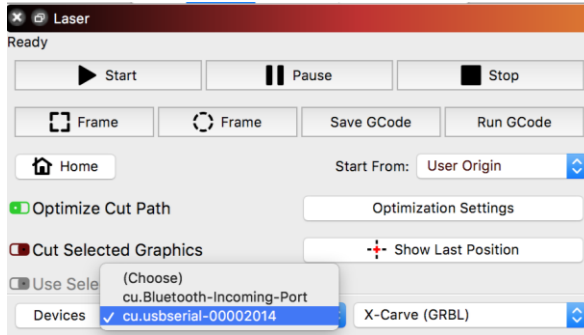 Laser
Ready
Start
Pause
Stop
Frame
Frame
Save GCode
Run GCode
Home
Start From:
User Origin
Optimize Cut Path
Optimization Settings
Cut Selected Graphics
Show Last Position
Use Sele
(Choose)
cu.Bluetooth-Incoming-Port
Devices
✓ cu.usbserial-00002014
X-Carve (GRBL)